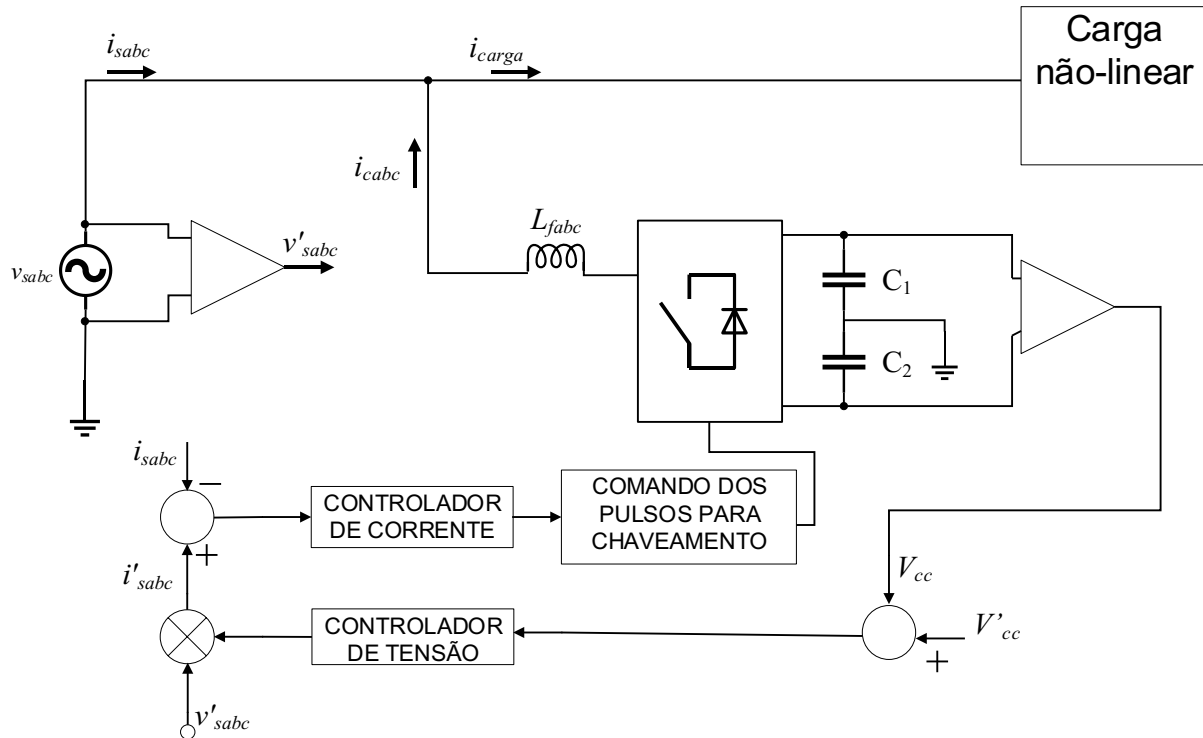 i_sabc
i_carga
Carga
não-linear
i_cabc
L_fabc
v'_sabc
v_sabc
C₁
C₂
i_sabc
−
CONTROLADOR
DE CORRENTE
COMANDO DOS
PULSOS PARA
CHAVEAMENTO
+
i'_sabc
V_cc
CONTROLADOR
DE TENSÃO
V’_cc
+
v'_sabc